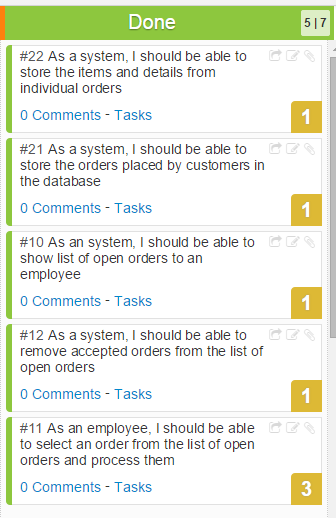 Done
5 | 7
#22 As a system, I should be able to
store the items and details from
individual orders
0 Comments - Tasks
1
#21 As a system, I should be able to
store the orders placed by customers in
the database
0 Comments - Tasks
1
#10 As an system, I should be able to
show list of open orders to an
employee
0 Comments - Tasks
1
#12 As a system, I should be able to
remove accepted orders from the list of
open orders
0 Comments - Tasks
1
#11 As an employee, I should be able
to select an order from the list of open
orders and process them
0 Comments - Tasks
3